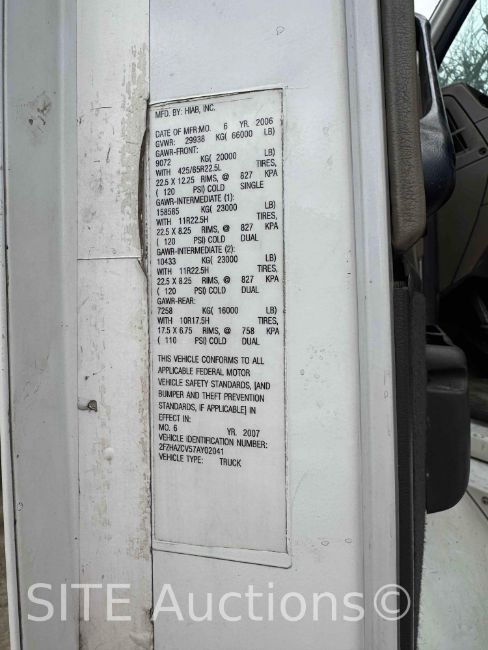 MFD. BY: HIAB, INC.
DATE OF MFR:MO. 6 YR. 2006
GVWR: 29938 KG( 66000 LB)
GAWR-FRONT:
9072 KG( 20000 LB)
WITH 425/65R22.5L TIRES,
22.5 X 12.25 RIMS, @ 827 KPA
( 120 PSI) COLD SINGLE
GAWR-INTERMEDIATE (1):
158585 KG( 23000 LB)
WITH 11R22.5H TIRES,
22.5 X 8.25 RIMS, @ 827 KPA
( 120 PSI) COLD DUAL
GAWR-INTERMEDIATE (2):
10433 KG( 23000 LB)
WITH 11R22.5H TIRES,
22.5 X 8.25 RIMS, @ 827 KPA
( 120 PSI) COLD DUAL
GAWR-REAR:
7258 KG( 16000 LB)
WITH 10R17.5H TIRES,
17.5 X 6.75 RIMS, @ 758 KPA
( 110 PSI) COLD DUAL
THIS VEHICLE CONFORMS TO ALL
APPLICABLE FEDERAL MOTOR
VEHICLE SAFETY STANDARDS, [AND
BUMPER AND THEFT PREVENTION
STANDARDS, IF APPLICABLE] IN
EFFECT IN:
MO. 6 YR. 2007
VEHICLE IDENTIFICATION NUMBER:
2FZHAZCV57AY02041
VEHICLE TYPE: TRUCK
SITE Auctions©